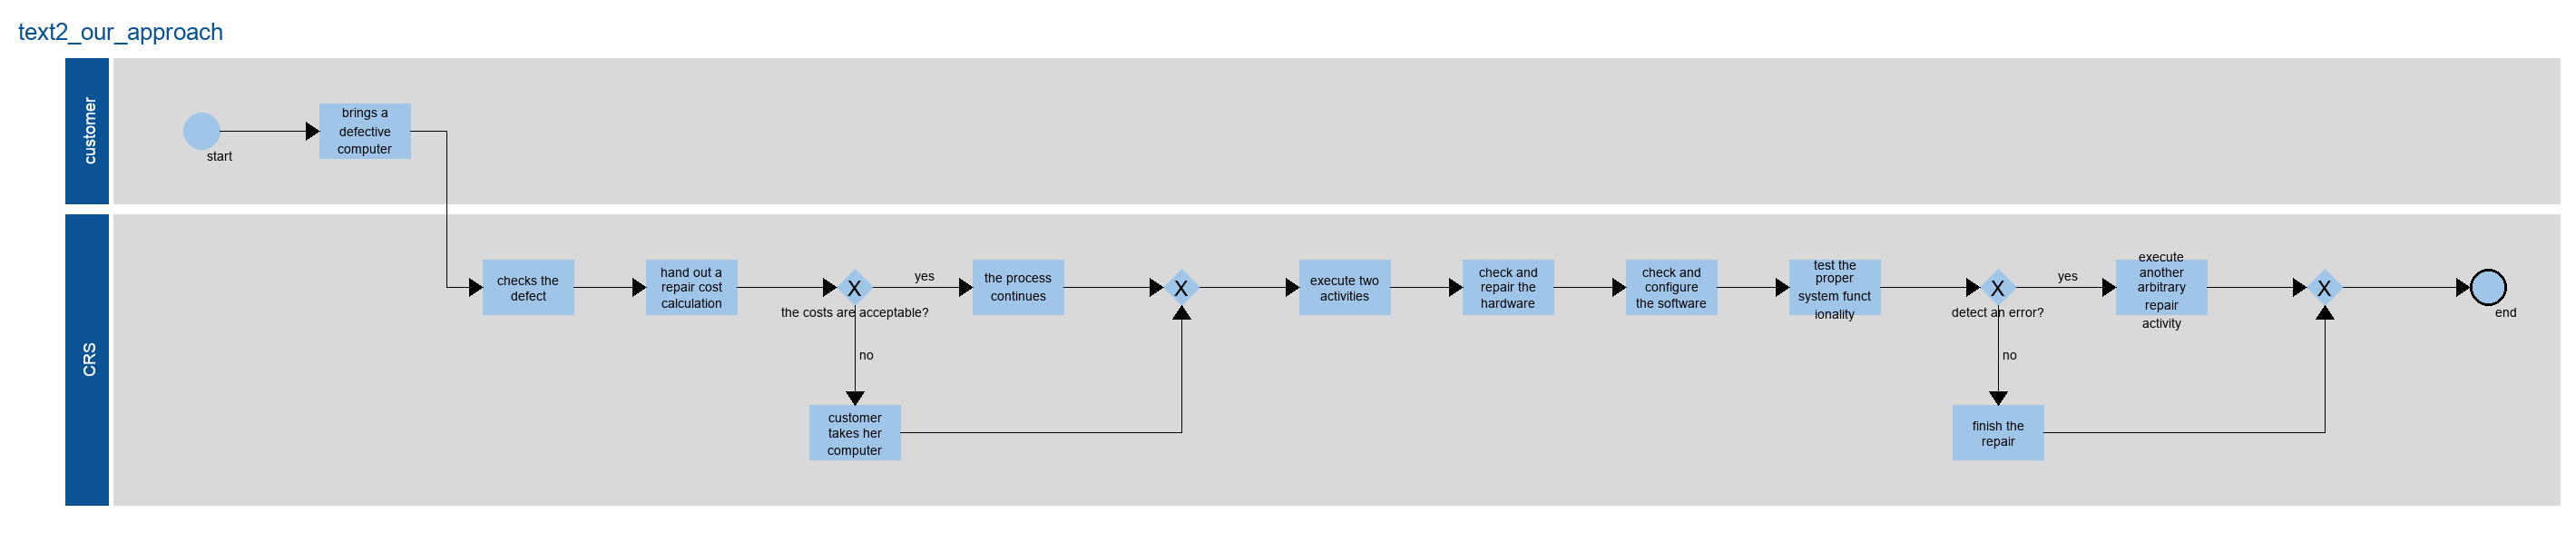 text2_our_approach
customer
start
brings a
defective
computer
CRS
checks the
defect
hand out a
repair cost
calculation
X
the costs are acceptable?
yes
no
the process
continues
customer
takes her
computer
X
execute two
activities
check and
repair the
hardware
check and
configure
the software
test the
proper
system funct
ionality
X
detect an error?
yes
no
execute
another
arbitrary
repair
activity
finish the
repair
X
end